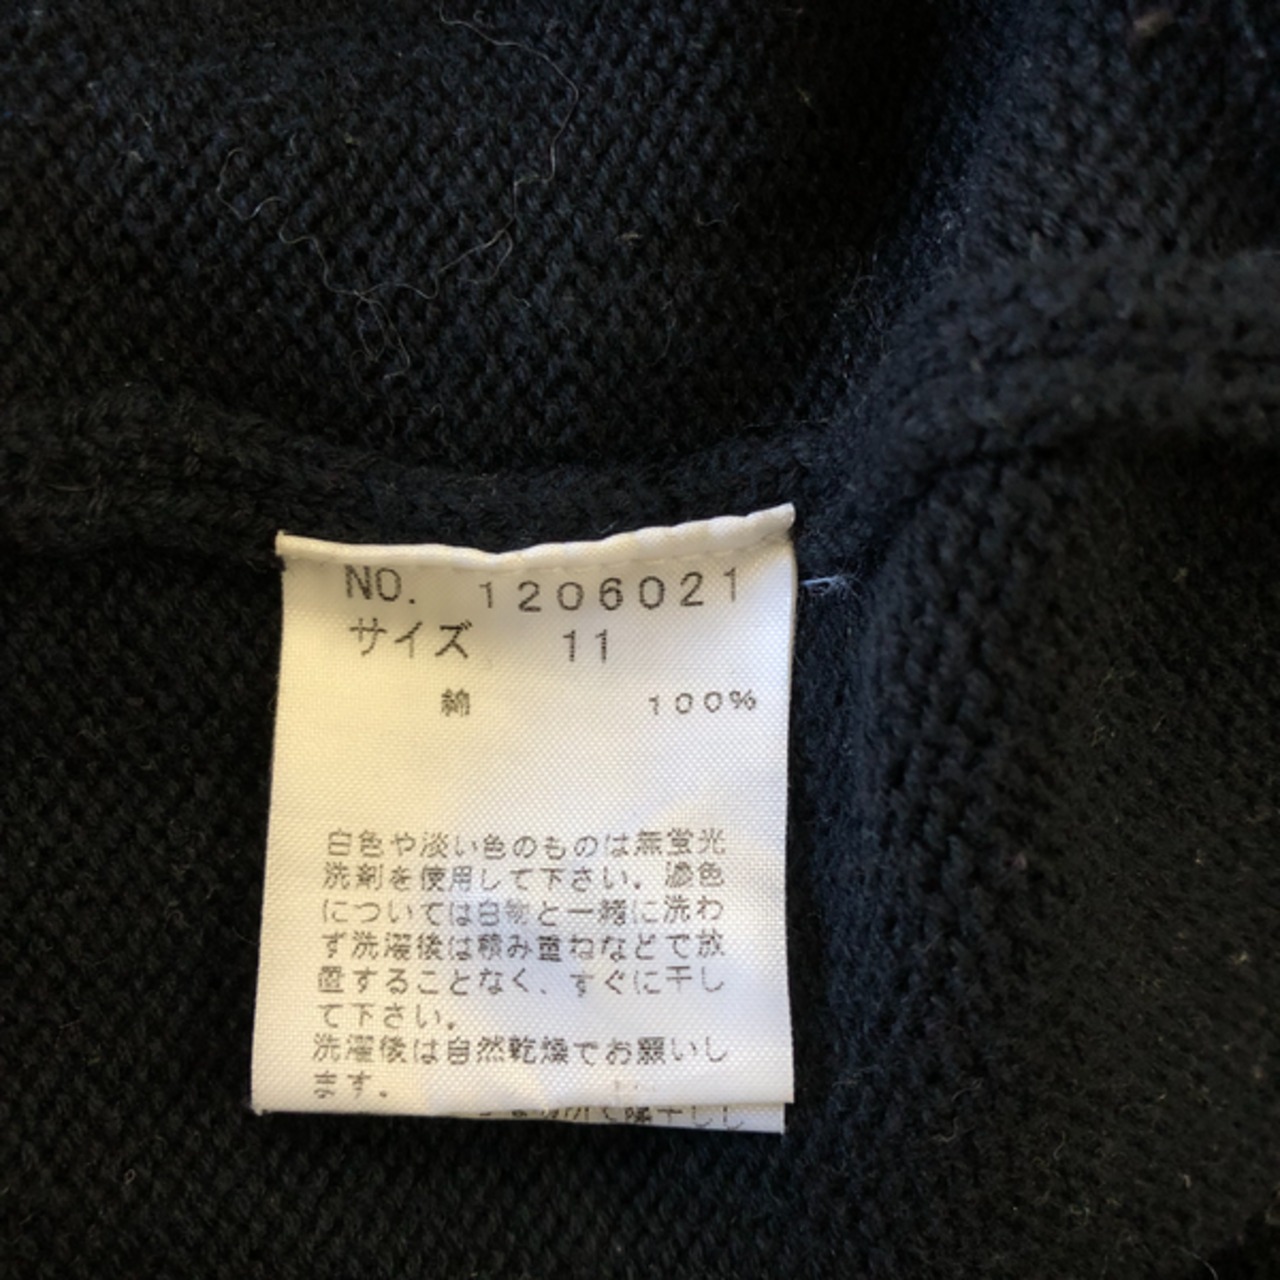 NO. 1206021
サイズ 11
綿 100%
白色や淡い色のものは無蛍光
洗剤を使用して下さい。濃色
については白物と一緒に洗わ
ず洗濯後は積み重ねなどで放
置することなく、すぐに干し
て下さい。
洗濯後は自然乾燥でお願いし
ます。